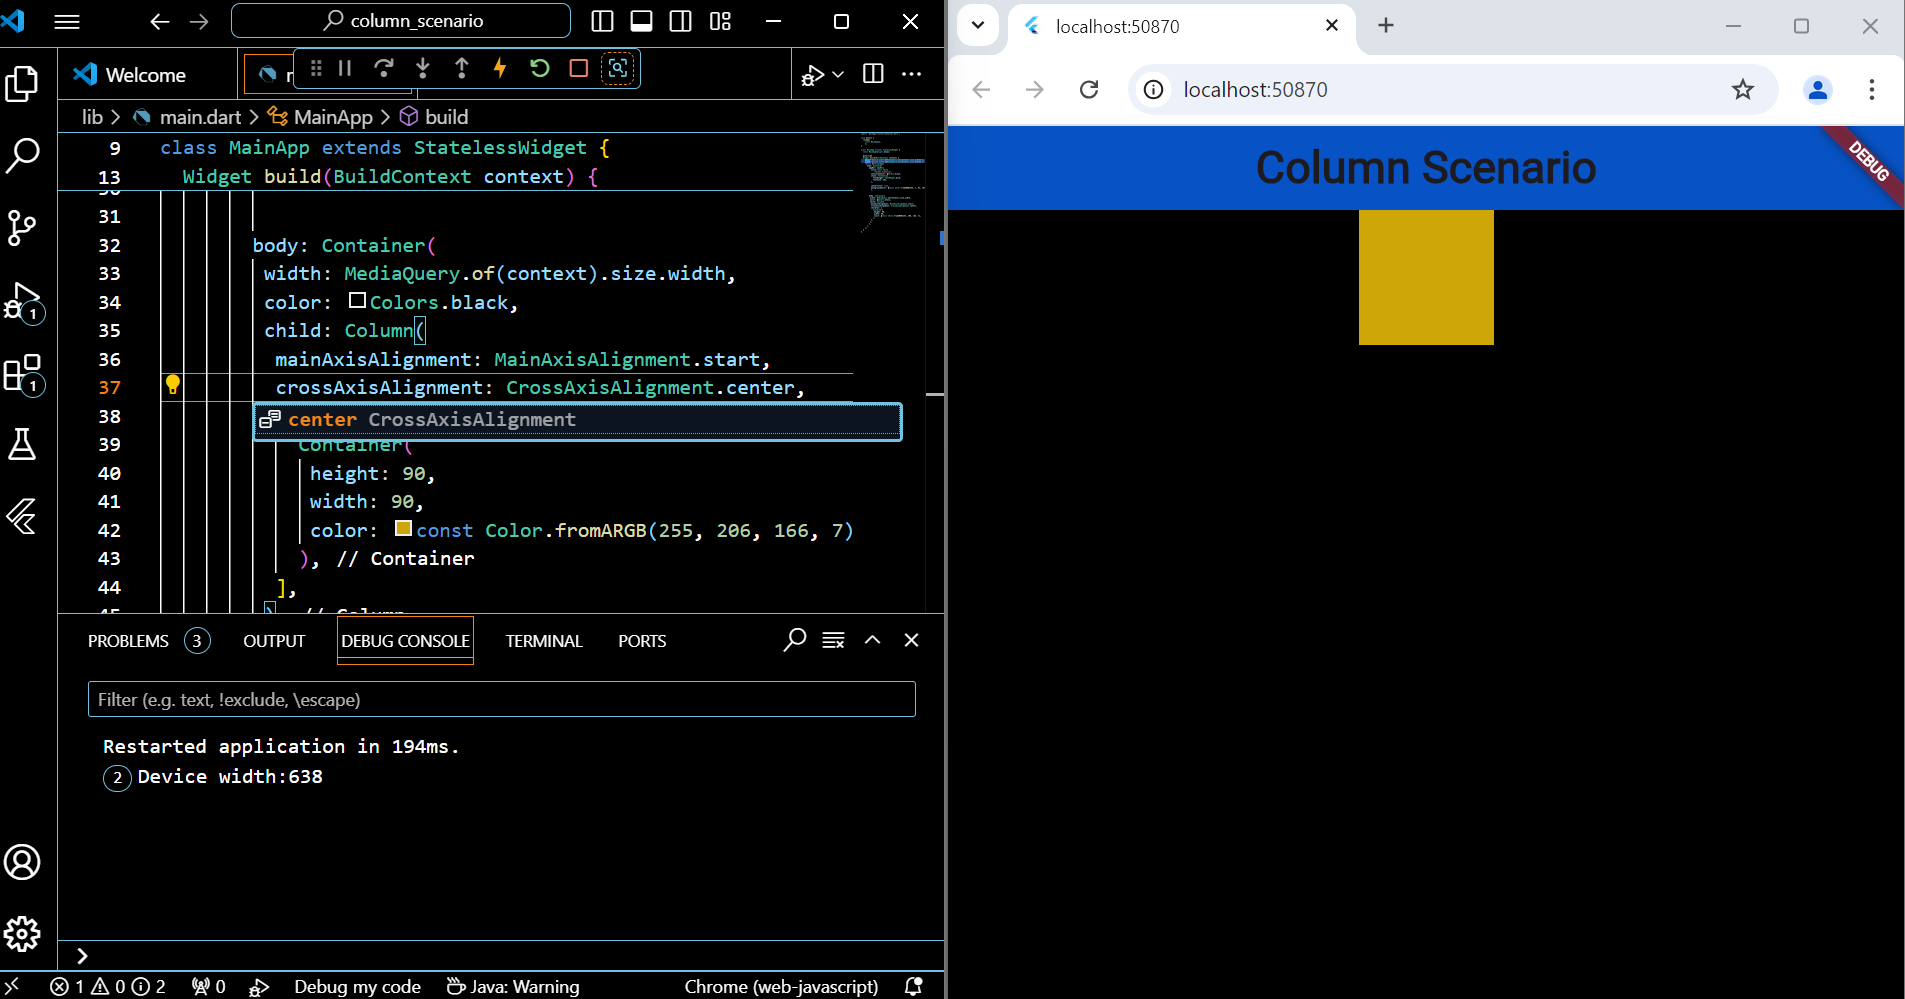 column_scenario
Welcome
lib > main.dart > MainApp > build
9 class MainApp extends StatelessWidget {
13 Widget build(BuildContext context) {
31
32 body: Container(
33 width: MediaQuery.of(context).size.width,
34 color: Colors.black,
35 child: Column(
36 mainAxisAlignment: MainAxisAlignment.start,
37 crossAxisAlignment: CrossAxisAlignment.center,
38 center CrossAxisAlignment
39 Container(
40 height: 90,
41 width: 90,
42 color: const Color.fromARGB(255, 206, 166, 7)
43 ), // Container
44 ],
45 ), // Column
PROBLEMS 3 OUTPUT DEBUG CONSOLE TERMINAL PORTS
Filter (e.g. text, !exclude, \escape)
Restarted application in 194ms.
2 Device width:638
1
1
1 0 2 0 Debug my code Java: Warning Chrome (web-javascript)
localhost:50870
localhost:50870
Column Scenario
DEBUG